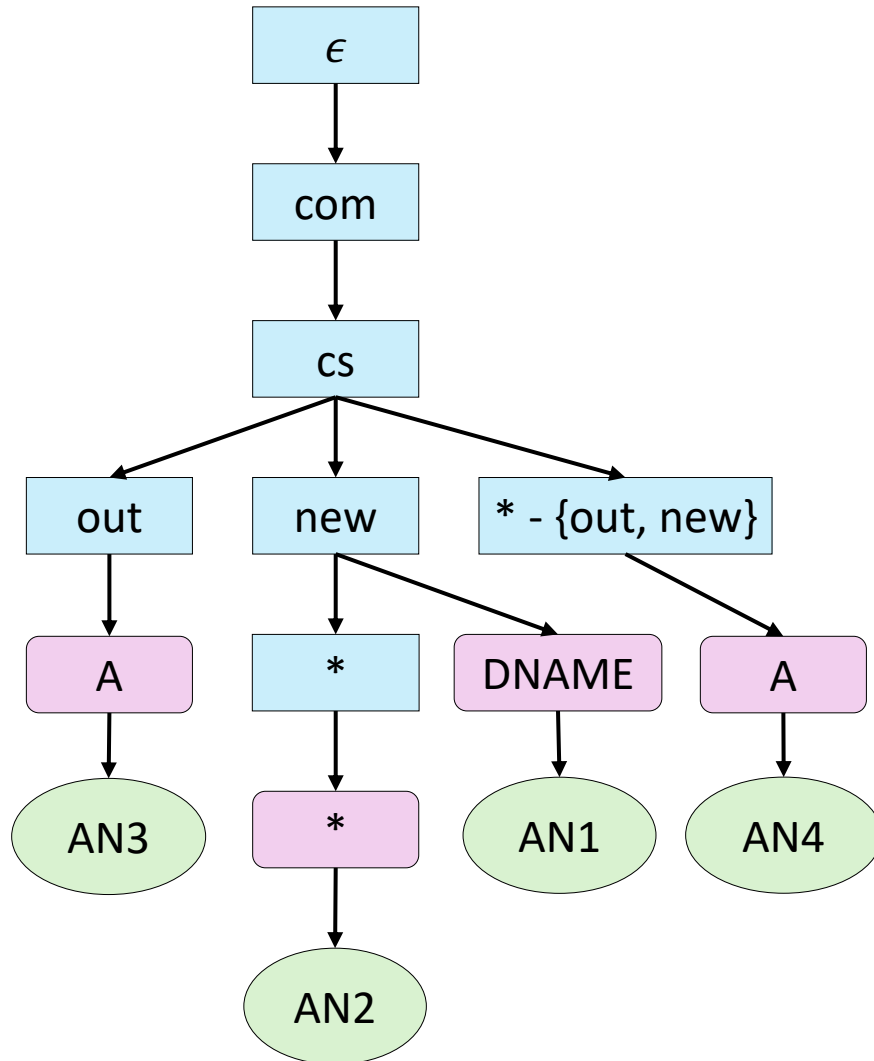 ϵ
com
cs
out
new
* - {out, new}
A
*
DNAME
A
AN3
*
AN1
AN4
AN2